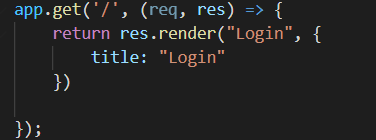 app.get('/', (req, res) => {
    return res.render("Login", {
        title: "Login"
    })

});